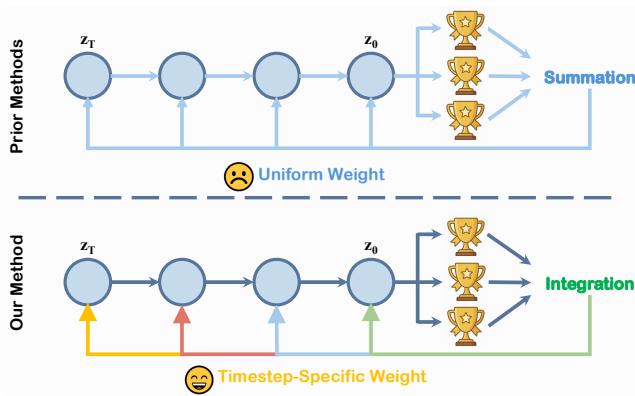 Prior Methods
z_T
z_0
Summation
Uniform Weight
Our Method
z_T
z_0
Integration
Timestep-Specific Weight